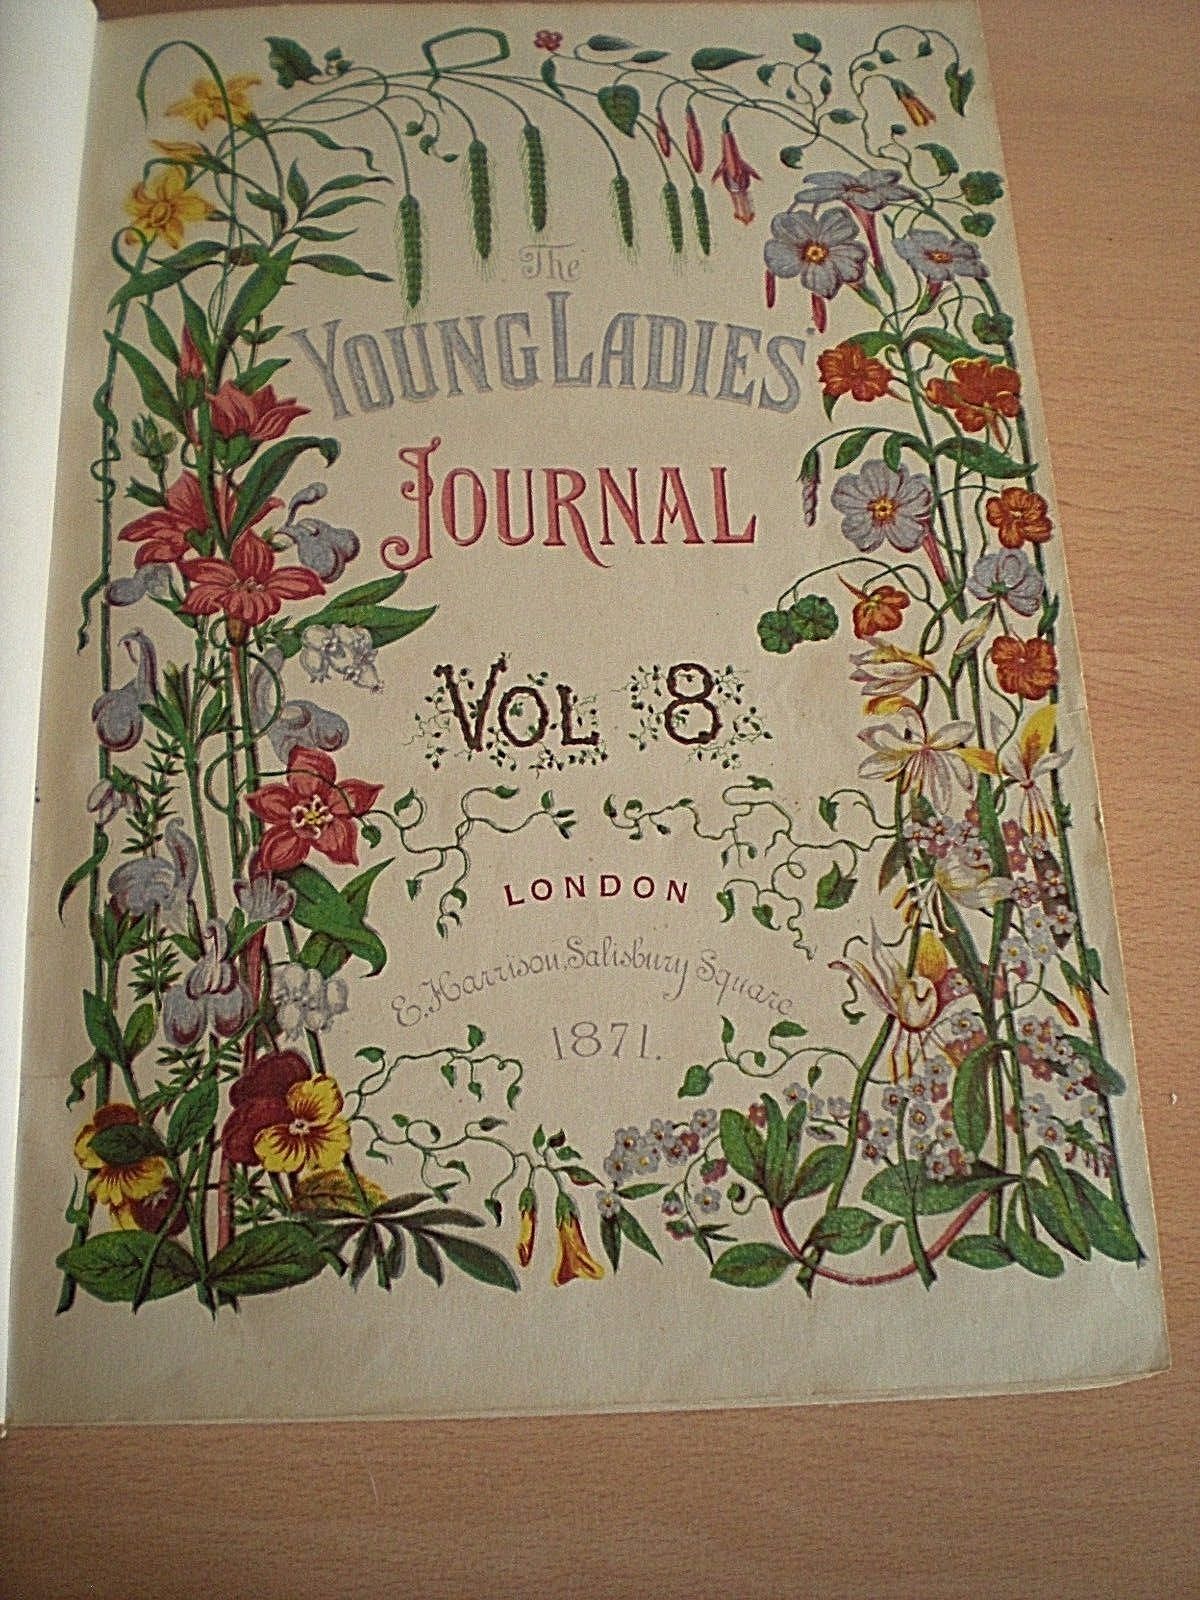 The
YOUNG LADIES'
JOURNAL
VOL 8
LONDON
E. Harrison, Salisbury Square
1871.